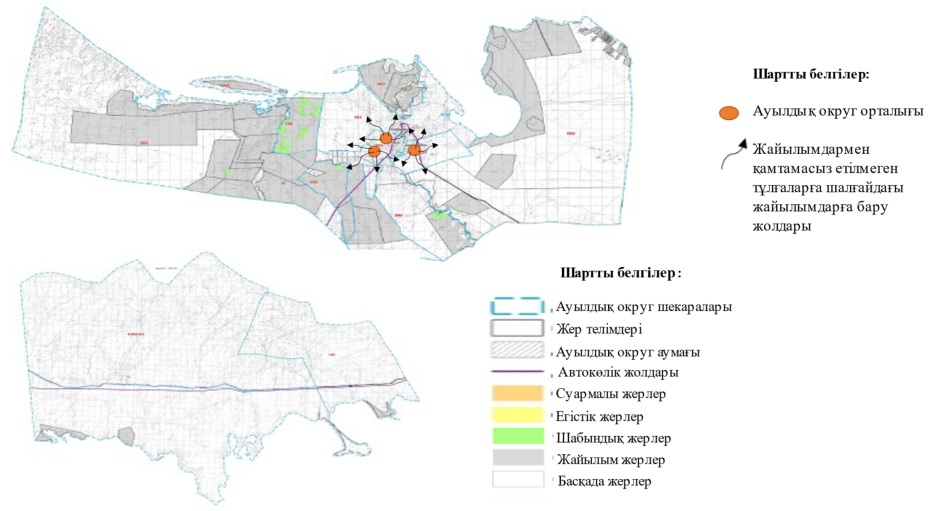 Шартты белгілер:
Ауылдық округ орталығы
Жайылымдармен
қамтамасыз етілмеген
тұлғаларға шалғайдағы
жайылымдарға бару
жолдары
Шартты белгілер:
Ауылдық округ шекаралары
Жер телімдері
Ауылдық округ аумағы
Автокөлік жолдары
Суармалы жерлер
Егістік жерлер
Шабындық жерлер
Жайылым жерлер
Басқада жерлер